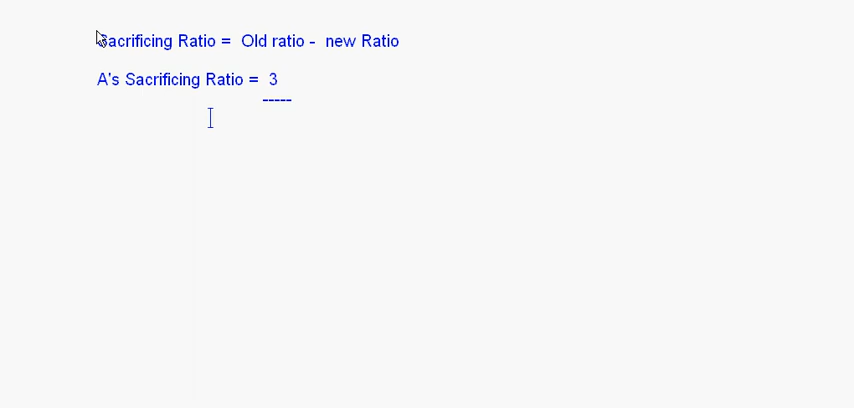 Sacrificing Ratio =  Old ratio -  new Ratio
A's Sacrificing Ratio =  3
-----